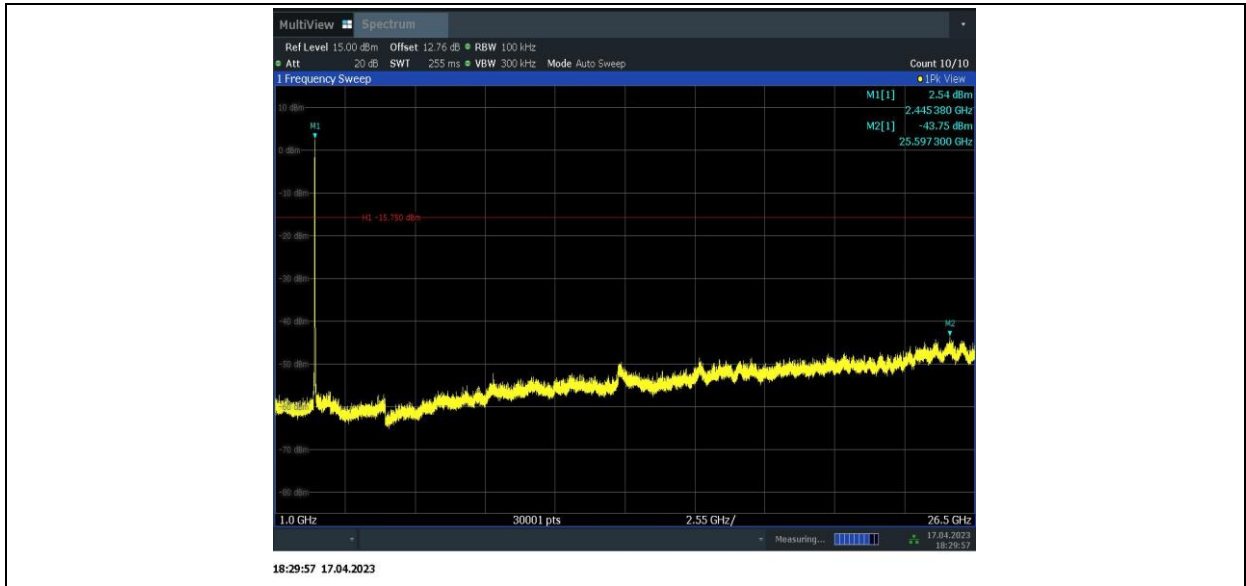 MultiView Spectrum
Ref Level 15.00 dBm Offset 12.76 dB RBW 100 kHz
Att 20 dB SWT 255 ms VBW 300 kHz Mode Auto Sweep Count 10/10
1 Frequency Sweep 1Pk View
M1[1] 2.54 dBm
2.445 380 GHz
M2[1] -43.75 dBm
25.597 300 GHz
10 dBm
M1
0 dBm
-10 dBm
H1 -15.750 dBm
-20 dBm
-30 dBm
-40 dBm
M2
-50 dBm
-60 dBm
-70 dBm
-80 dBm
1.0 GHz 30001 pts 2.55 GHz/ 26.5 GHz
Measuring... 17.04.2023
18:29:57
18:29:57 17.04.2023